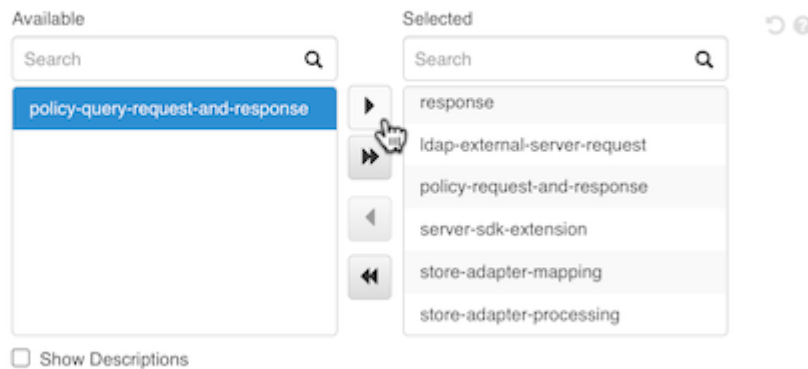 Available
Selected
Search
Search
policy-query-request-and-response
response
ldap-external-server-request
policy-request-and-response
server-sdk-extension
store-adapter-mapping
store-adapter-processing
Show Descriptions